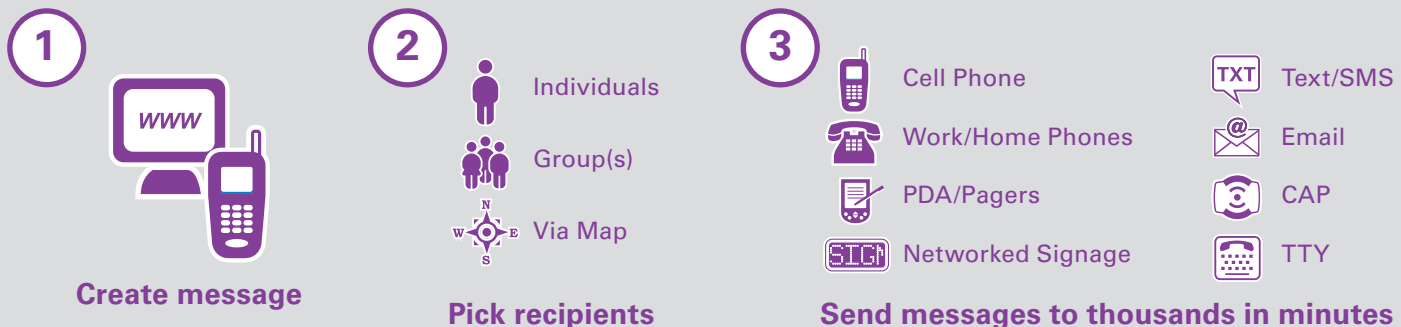 1
WWW
Create message
2
Individuals
Group(s)
N
W E
S
Via Map
Pick recipients
3
Cell Phone
Work/Home Phones
PDA/Pagers
SIGN
Networked Signage
TXT
Text/SMS
@
Email
CAP
TTY
Send messages to thousands in minutes